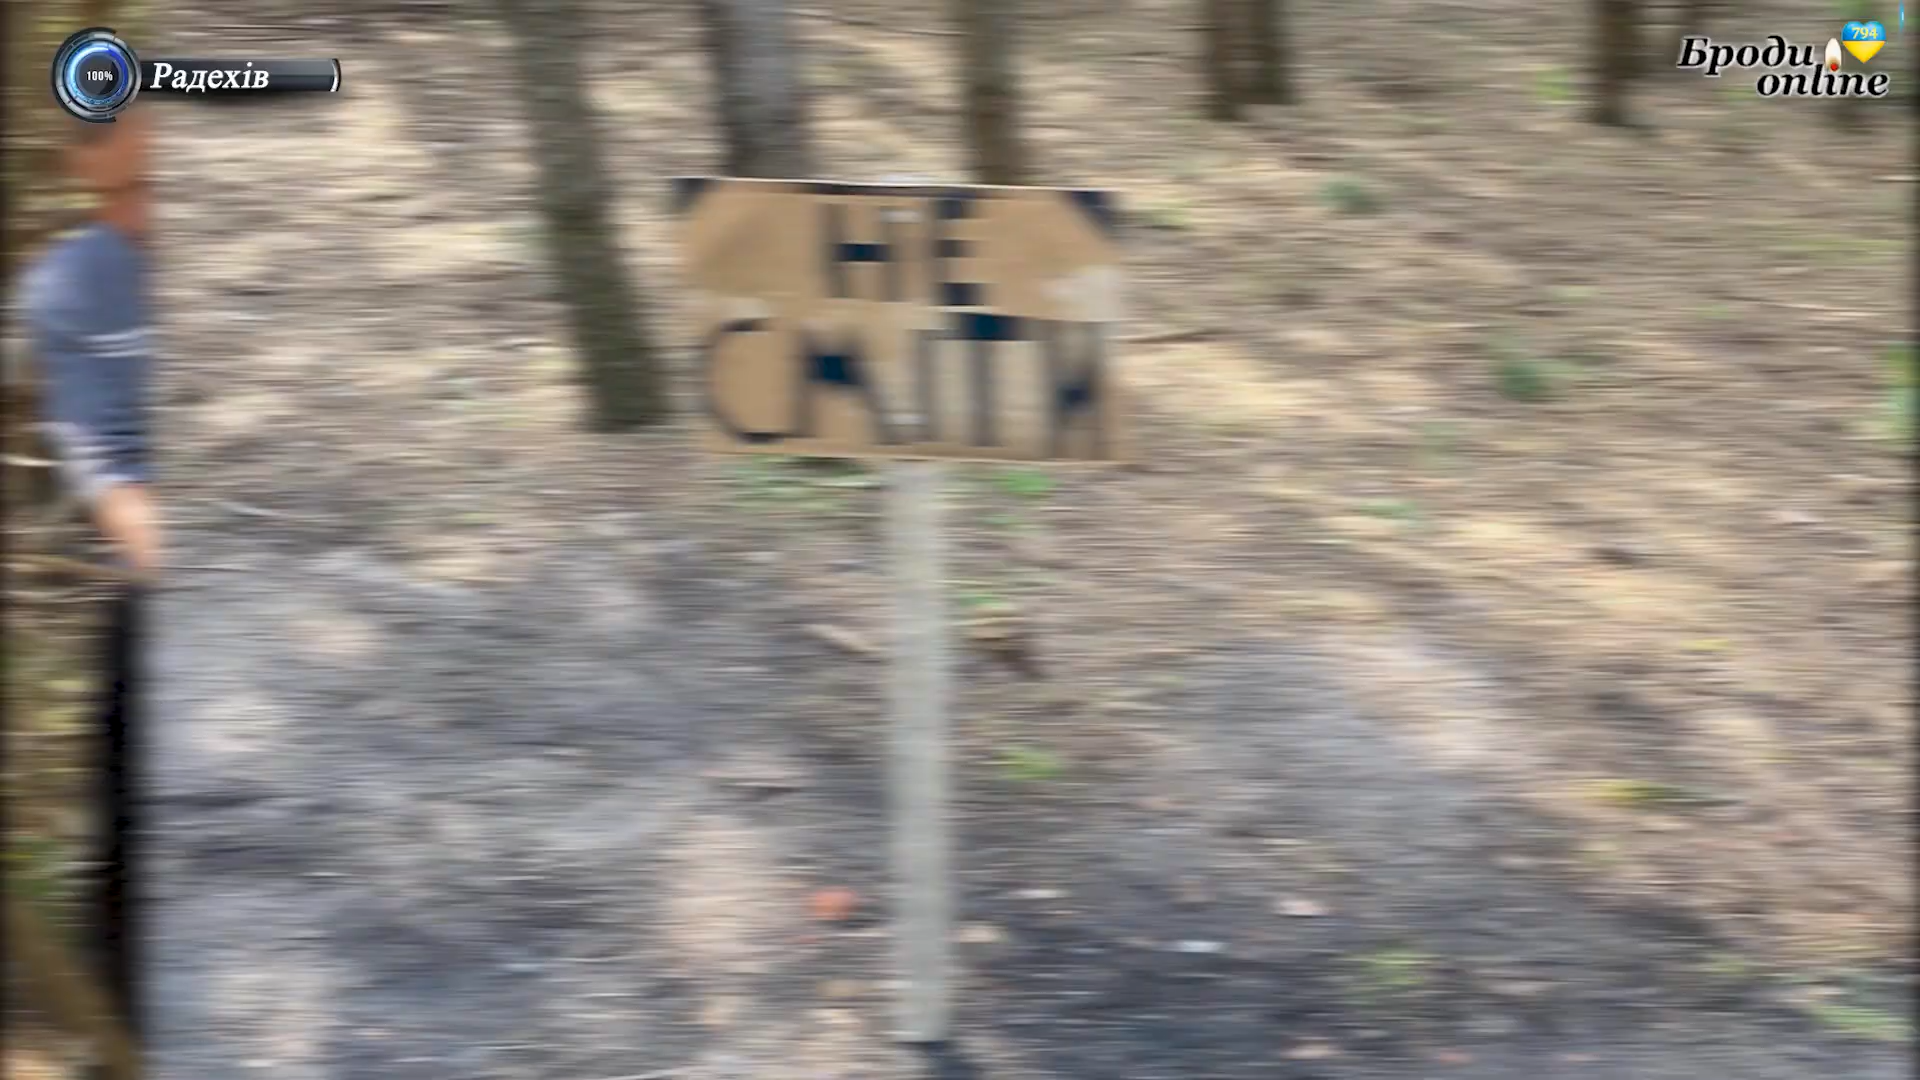 100%
Радехів
794
Броди
online
НЕ
СМІТИ